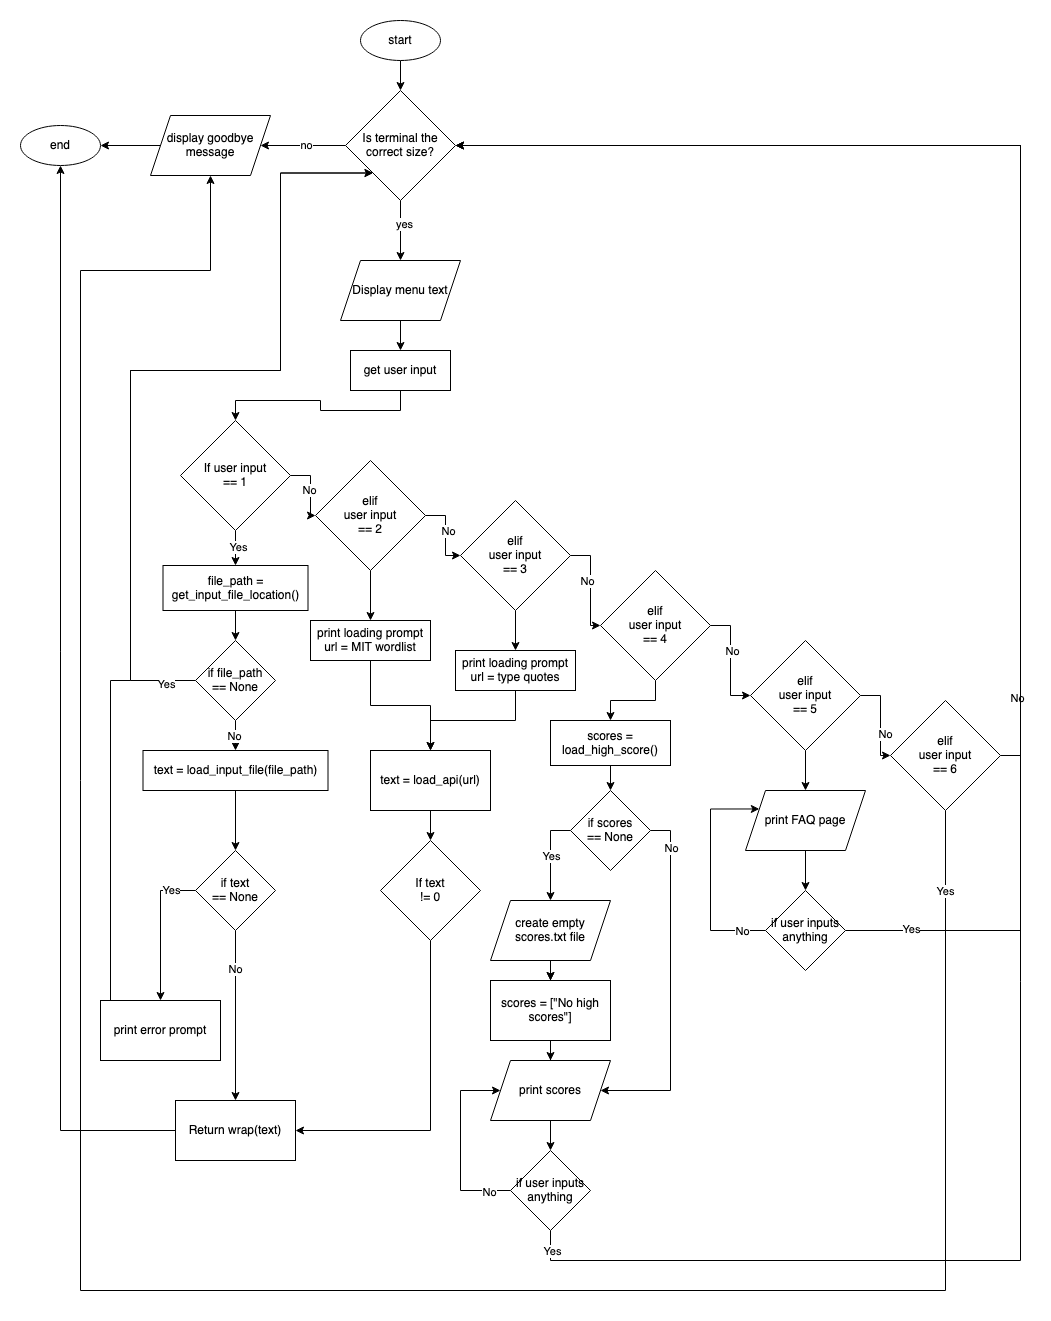 start
Is terminal the
correct size?
no
display goodbye
message
end
yes
Display menu text
get user input
If user input
== 1
No
elif
user input
== 2
No
elif
user input
== 3
No
elif
user input
== 4
No
elif
user input
== 5
No
elif
user input
== 6
No
Yes
file_path =
get_input_file_location()
print loading prompt
url = MIT wordlist
print loading prompt
url = type quotes
if file_path
== None
Yes
No
text = load_input_file(file_path)
text = load_api(url)
scores =
load_high_score()
print FAQ page
if scores
== None
Yes
No
if text
== None
Yes
No
If text
!= 0
Yes
create empty
scores.txt file
if user inputs
anything
No
Yes
scores = ["No high
scores"]
print error prompt
print scores
Return wrap(text)
if user inputs
anything
No
Yes